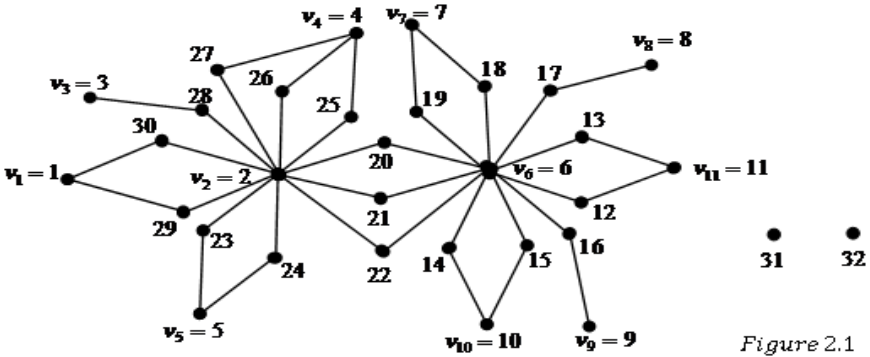 v₄ = 4
v₇ = 7
v₈ = 8
27
26
18
17
v₃ = 3
28
25
19
13
30
20
v₁ = 1
v₂ = 2
v₆ = 6
v₁₁ = 11
21
12
29
23
16
22
14
15
24
31
32
v₅ = 5
v₁₀ = 10
v₉ = 9
Figure 2.1